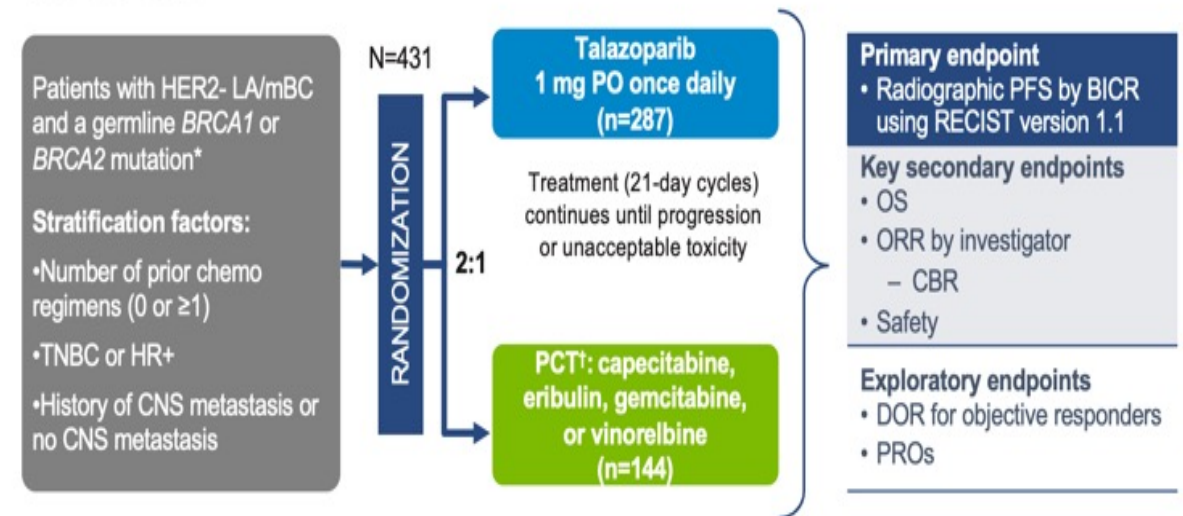 Patients with HER2- LA/mBC
and a germline BRCA1 or
BRCA2 mutation*
Stratification factors:
•Number of prior chemo
regimens (0 or ≥1)
•TNBC or HR+
•History of CNS metastasis or
no CNS metastasis
N=431
RANDOMIZATION
2:1
Talazoparib
1 mg PO once daily
(n=287)
Treatment (21-day cycles)
continues until progression
or unacceptable toxicity
PCT†: capecitabine,
eribulin, gemcitabine,
or vinorelbine
(n=144)
Primary endpoint
• Radiographic PFS by BICR
using RECIST version 1.1
Key secondary endpoints
• OS
• ORR by investigator
– CBR
• Safety
Exploratory endpoints
• DOR for objective responders
• PROs